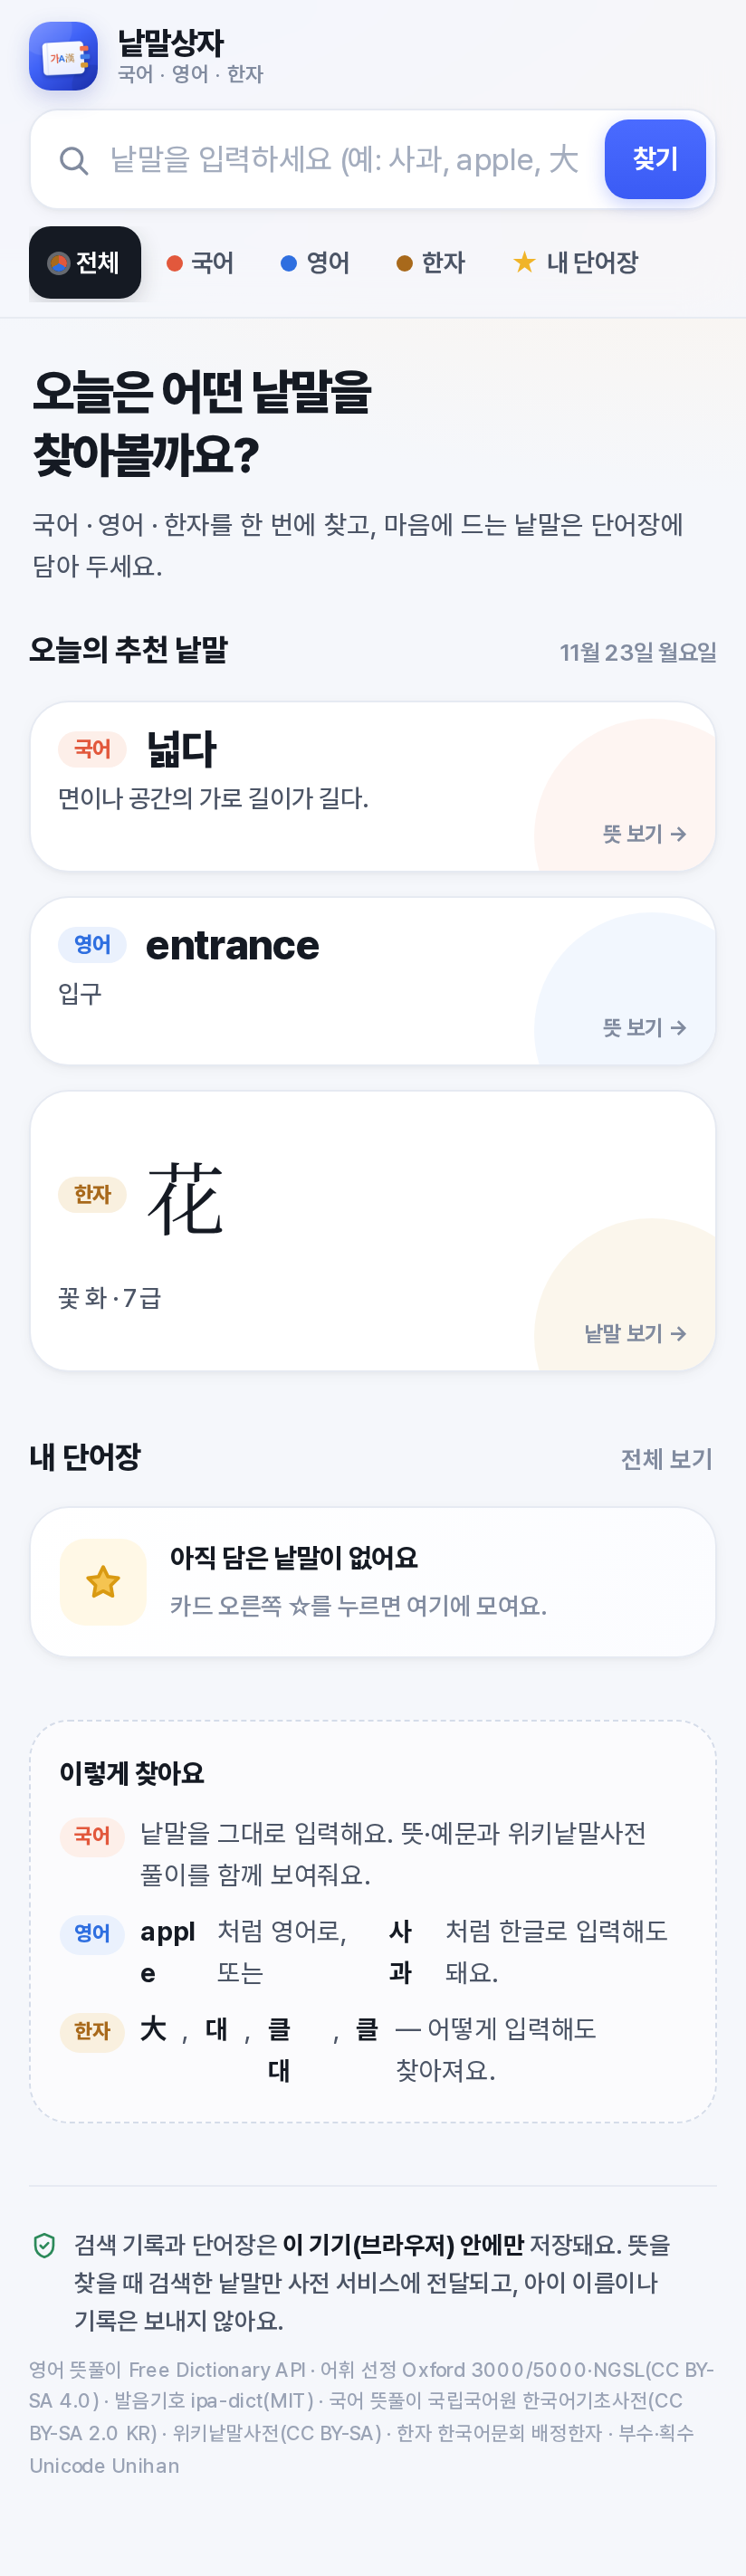 가A漢
낱말상자
국어 · 영어 · 한자
낱말을 입력하세요 (예: 사과, apple, 大
찾기
전체
국어
영어
한자
★ 내 단어장
오늘은 어떤 낱말을
찾아볼까요?
국어 · 영어 · 한자를 한 번에 찾고, 마음에 드는 낱말은 단어장에
담아 두세요.
오늘의 추천 낱말
11월 23일 월요일
국어 넓다
면이나 공간의 가로 길이가 길다.
뜻 보기 →
영어 entrance
입구
뜻 보기 →
한자 花
꽃 화 · 7급
낱말 보기 →
내 단어장
전체 보기
아직 담은 낱말이 없어요
카드 오른쪽 ☆를 누르면 여기에 모여요.
이렇게 찾아요
국어 낱말을 그대로 입력해요. 뜻·예문과 위키낱말사전
풀이를 함께 보여줘요.
영어 appl 처럼 영어로, 사 처럼 한글로 입력해도
e 또는 과 돼요.
한자 大 , 대 , 클 , 클 — 어떻게 입력해도
대 찾아져요.
검색 기록과 단어장은 이 기기(브라우저) 안에만 저장돼요. 뜻을
찾을 때 검색한 낱말만 사전 서비스에 전달되고, 아이 이름이나
기록은 보내지 않아요.
영어 뜻풀이 Free Dictionary API · 어휘 선정 Oxford 3000/5000·NGSL(CC BY-
SA 4.0) · 발음기호 ipa-dict(MIT) · 국어 뜻풀이 국립국어원 한국어기초사전(CC
BY-SA 2.0 KR) · 위키낱말사전(CC BY-SA) · 한자 한국어문회 배정한자 · 부수·획수
Unicode Unihan